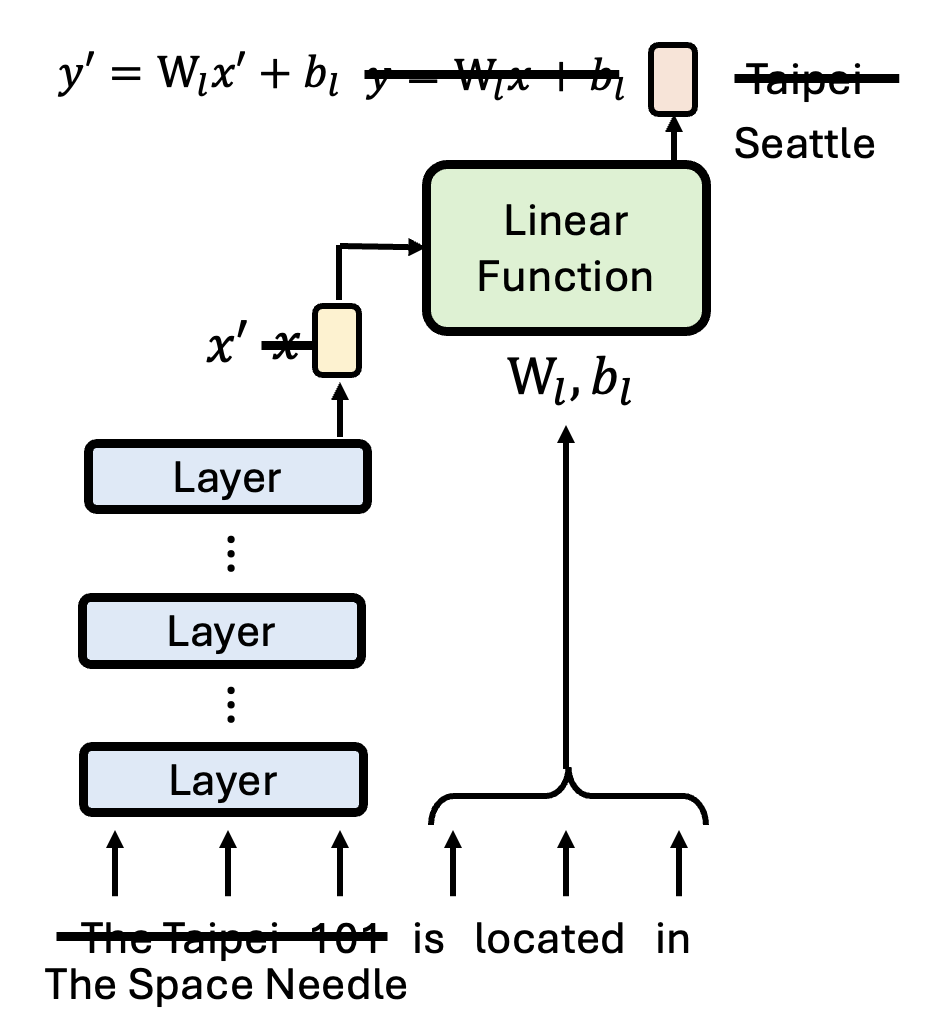 y′ = W_l x′ + b_l y = W_l x + b_l Taipei
Seattle
Linear
Function
x′ x
W_l, b_l
Layer
⋮
Layer
⋮
Layer
The Taipei 101 is located in
The Space Needle